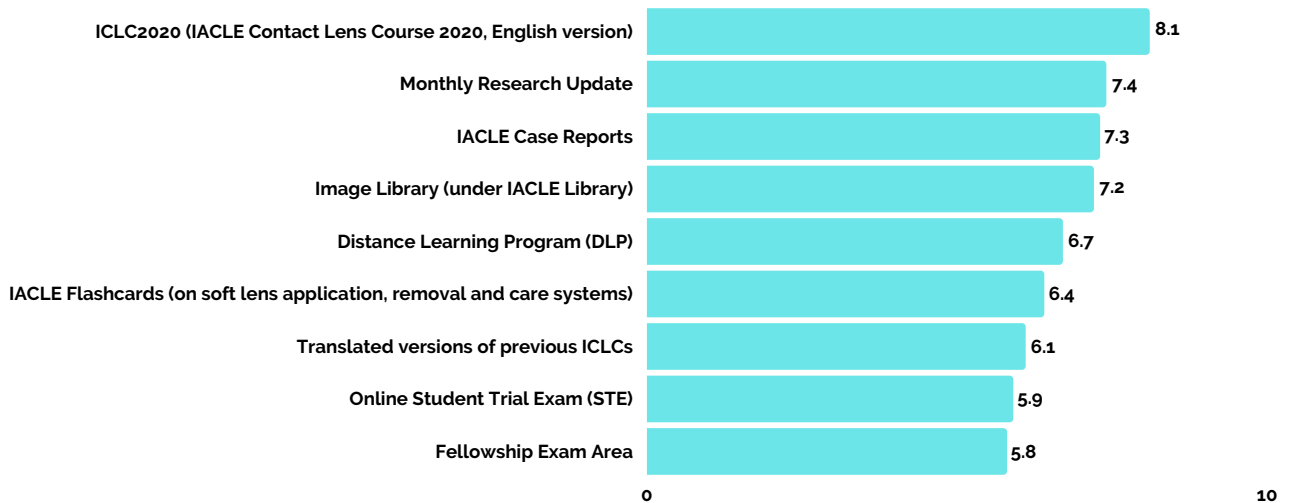 ICLC2020 (IACLE Contact Lens Course 2020, English version) 8.1
Monthly Research Update 7.4
IACLE Case Reports 7.3
Image Library (under IACLE Library) 7.2
Distance Learning Program (DLP) 6.7
IACLE Flashcards (on soft lens application, removal and care systems) 6.4
Translated versions of previous ICLCs 6.1
Online Student Trial Exam (STE) 5.9
Fellowship Exam Area 5.8
0 10